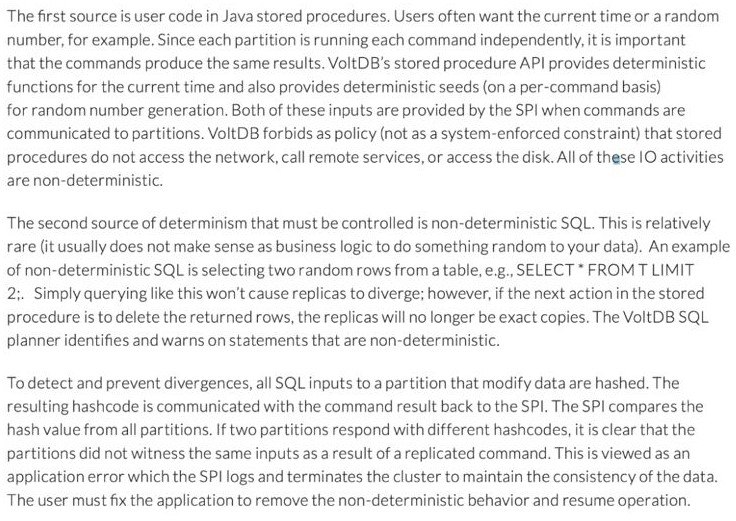 The first source is user code in Java stored procedures. Users often want the current time or a random
number, for example. Since each partition is running each command independently, it is important
that the commands produce the same results. VoltDB's stored procedure API provides deterministic
functions for the current time and also provides deterministic seeds (on a per-command basis)
for random number generation. Both of these inputs are provided by the SPI when commands are
communicated to partitions. VoltDB forbids as policy (not as a system-enforced constraint) that stored
procedures do not access the network, call remote services, or access the disk. All of these IO activities
are non-deterministic.
The second source of determinism that must be controlled is non-deterministic SQL. This is relatively
rare (it usually does not make sense as business logic to do something random to your data). An example
of non-deterministic SQL is selecting two random rows from a table, e.g., SELECT * FROM T LIMIT
2;. Simply querying like this won't cause replicas to diverge; however, if the next action in the stored
procedure is to delete the returned rows, the replicas will no longer be exact copies. The VoltDB SQL
planner identifies and warns on statements that are non-deterministic.
To detect and prevent divergences, all SQL inputs to a partition that modify data are hashed. The
resulting hashcode is communicated with the command result back to the SPI. The SPI compares the
hash value from all partitions. If two partitions respond with different hashcodes, it is clear that the
partitions did not witness the same inputs as a result of a replicated command. This is viewed as an
application error which the SPI logs and terminates the cluster to maintain the consistency of the data.
The user must fix the application to remove the non-deterministic behavior and resume operation.